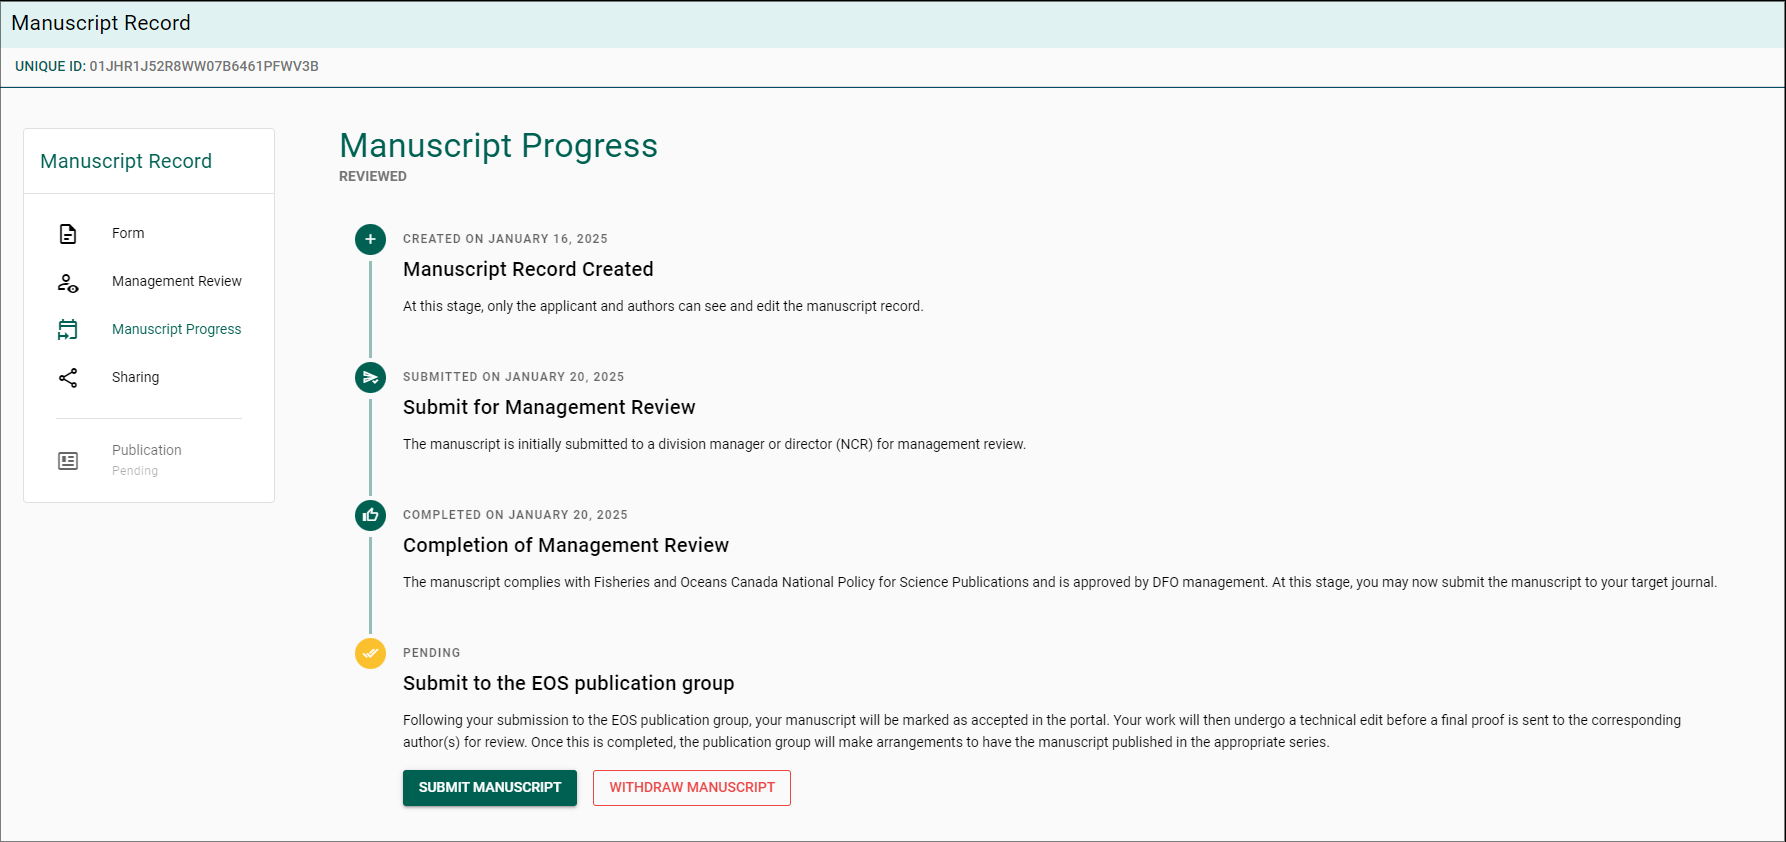 Manuscript Record
UNIQUE ID: 01JHR1J52R8WW07B6461PFWV3B
Manuscript Record
Form
Management Review
Manuscript Progress
Sharing
Publication
Pending
Manuscript Progress
REVIEWED
CREATED ON JANUARY 16, 2025
Manuscript Record Created
At this stage, only the applicant and authors can see and edit the manuscript record.
SUBMITTED ON JANUARY 20, 2025
Submit for Management Review
The manuscript is initially submitted to a division manager or director (NCR) for management review.
COMPLETED ON JANUARY 20, 2025
Completion of Management Review
The manuscript complies with Fisheries and Oceans Canada National Policy for Science Publications and is approved by DFO management. At this stage, you may now submit the manuscript to your target journal.
PENDING
Submit to the EOS publication group
Following your submission to the EOS publication group, your manuscript will be marked as accepted in the portal. Your work will then undergo a technical edit before a final proof is sent to the corresponding
author(s) for review. Once this is completed, the publication group will make arrangements to have the manuscript published in the appropriate series.
SUBMIT MANUSCRIPT
WITHDRAW MANUSCRIPT